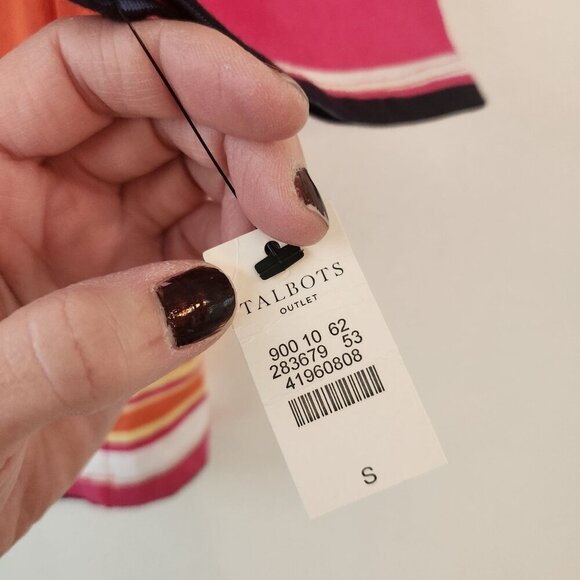 TALBOTS
OUTLET
900 10 62
283679 53
41960808
S